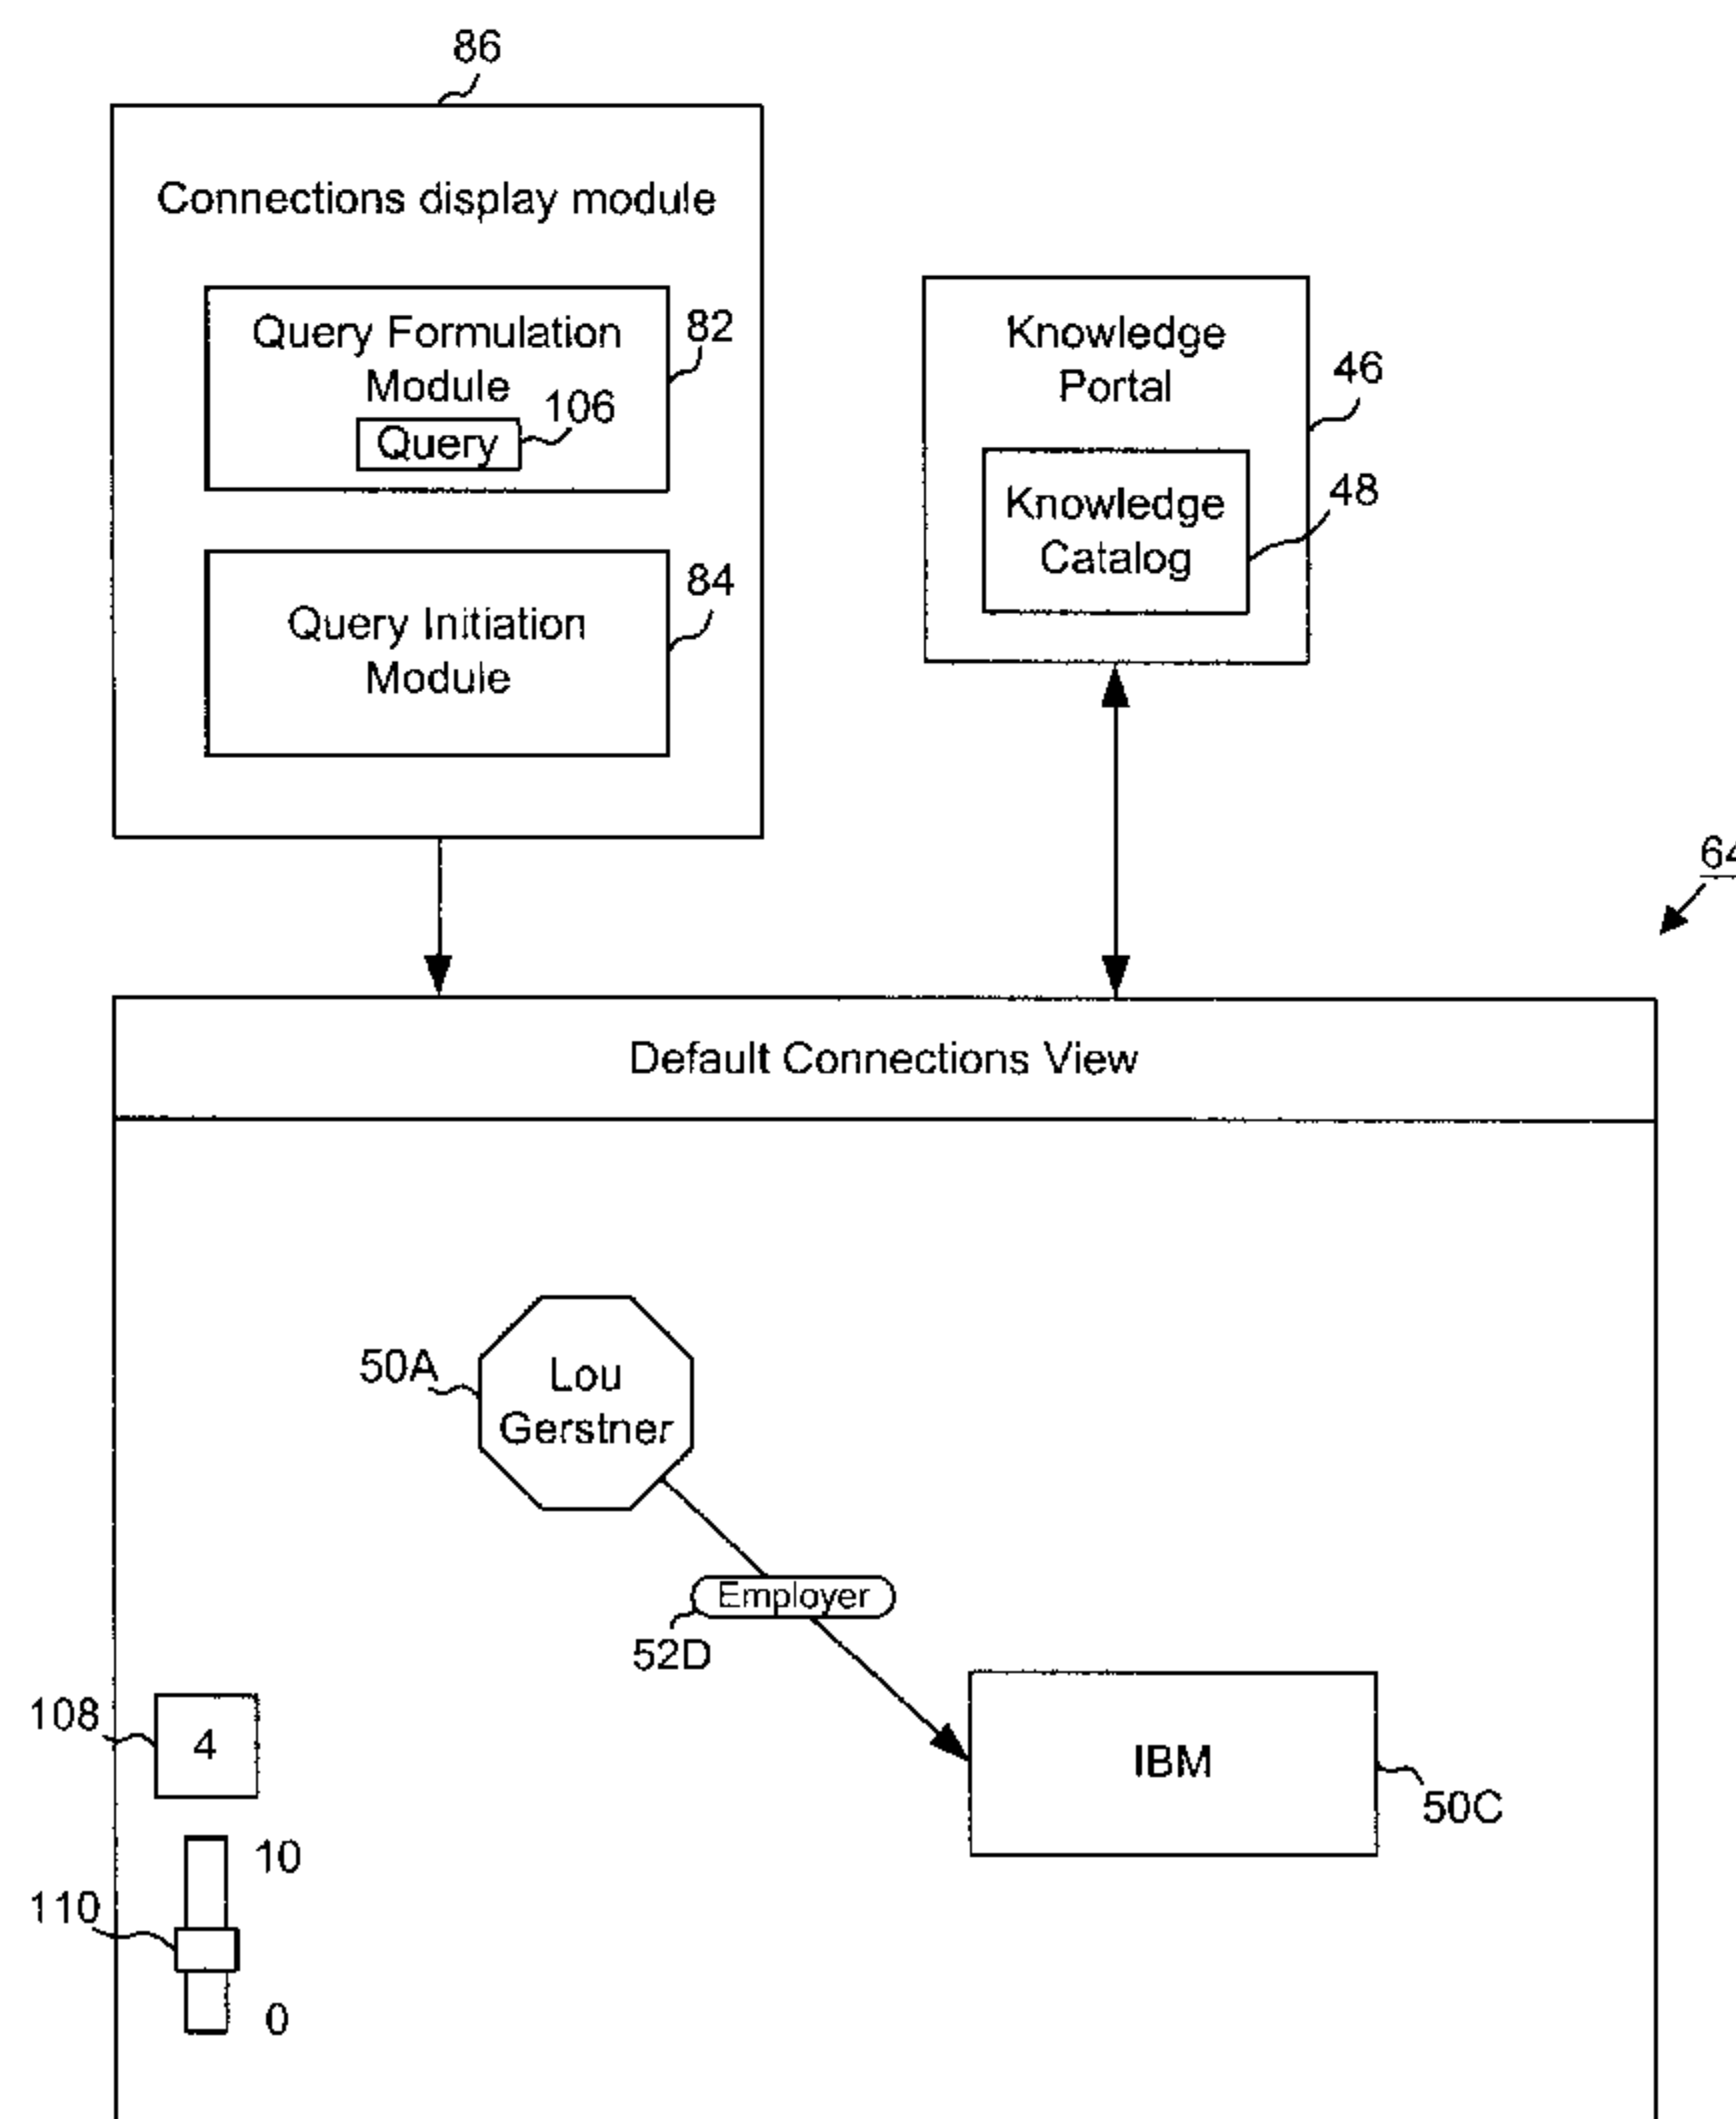 86
Connections display module
Query Formulation
Module
82
106
Query
Query Initiation
Module
84
Knowledge
Portal
46
Knowledge
Catalog
48
64
Default Connections View
50A
Lou
Gerstner
Employer
52D
IBM
50C
108
4
10
110
0